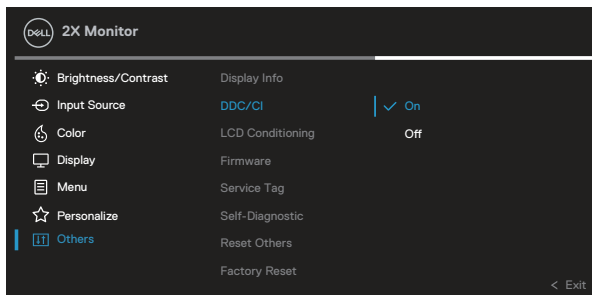 DELL 2X Monitor
Brightness/Contrast Display Info
Input Source DDC/CI On
Color LCD Conditioning Off
Display Firmware
Menu Service Tag
Personalize Self-Diagnostic
Others Reset Others
Factory Reset
< Exit